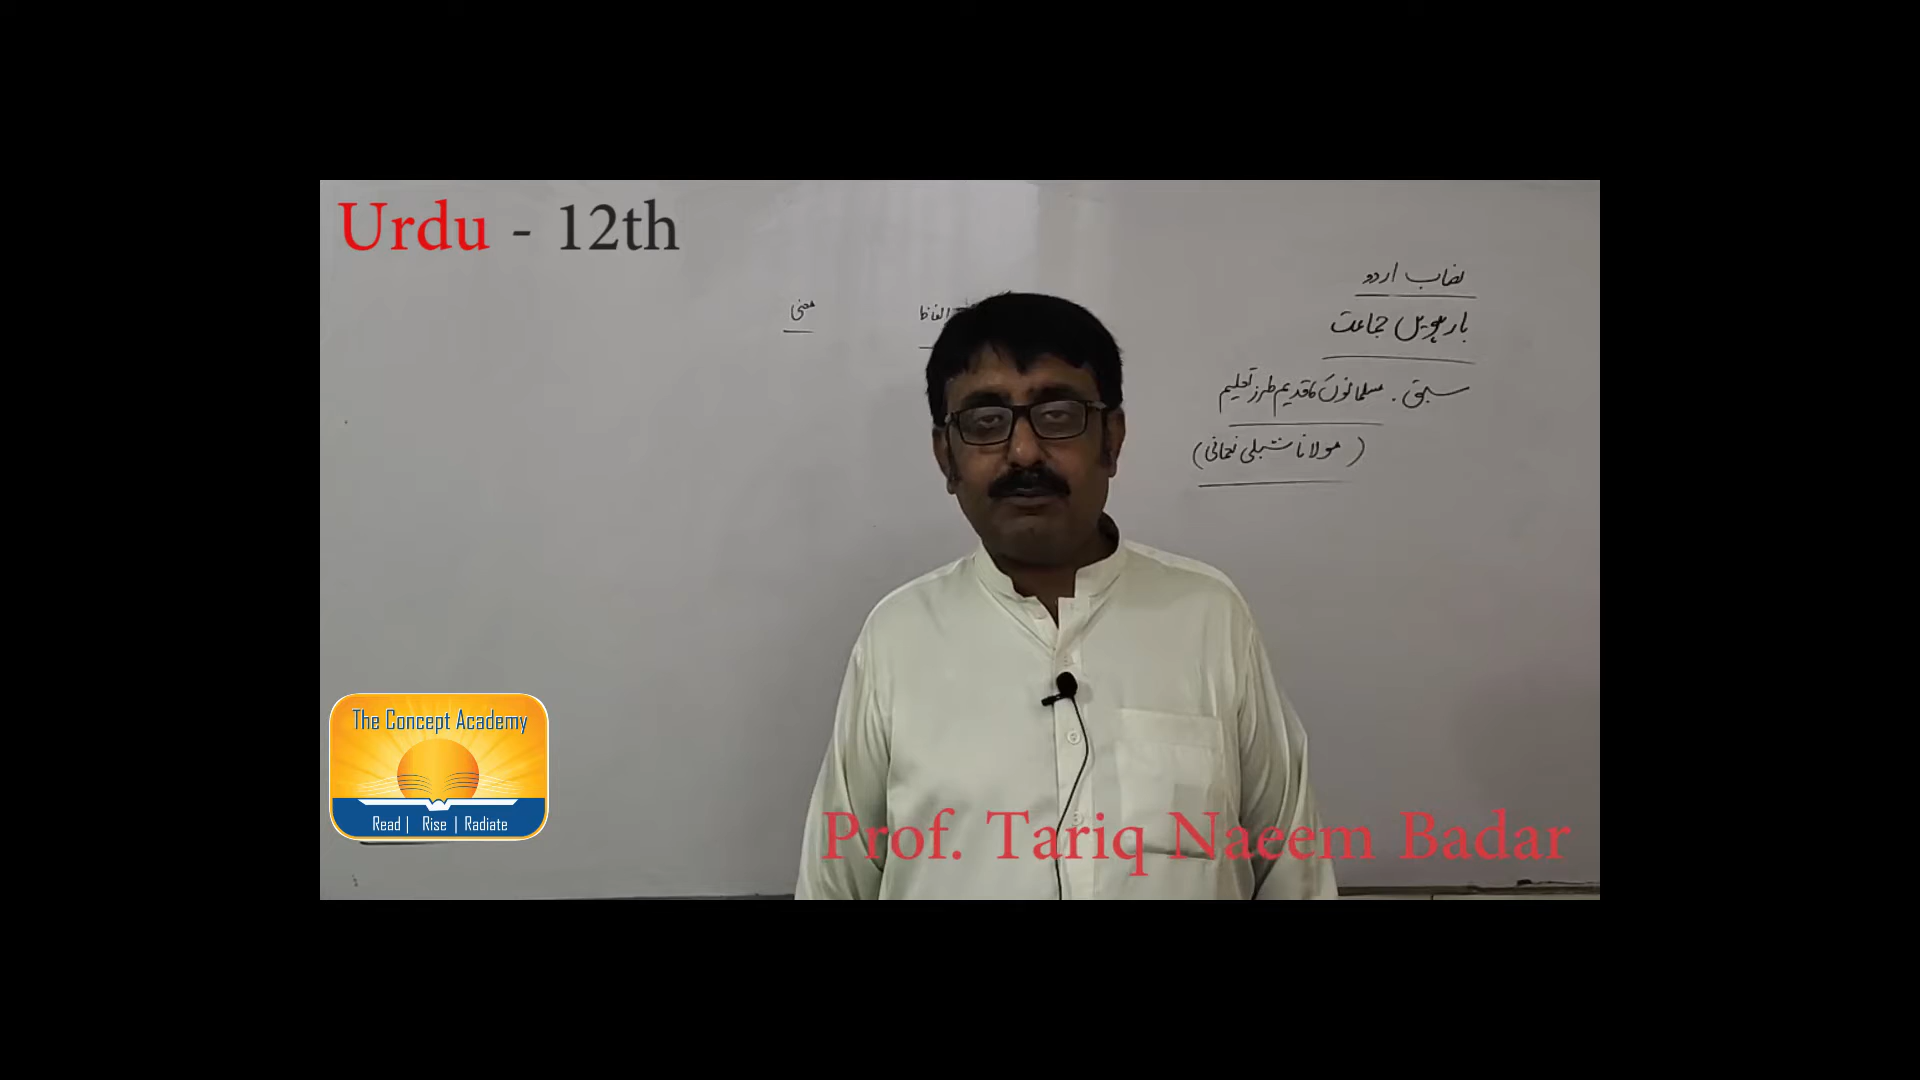 Urdu - 12th
نصاب اردو
بارہویں جماعت
سبق . مسلمانوں کا قدیم طرز تعلیم
(مولانا شبلی نعمانی)
الفاظ
معنی
The Concept Academy
Read | Rise | Radiate
Prof. Tariq Naeem Badar